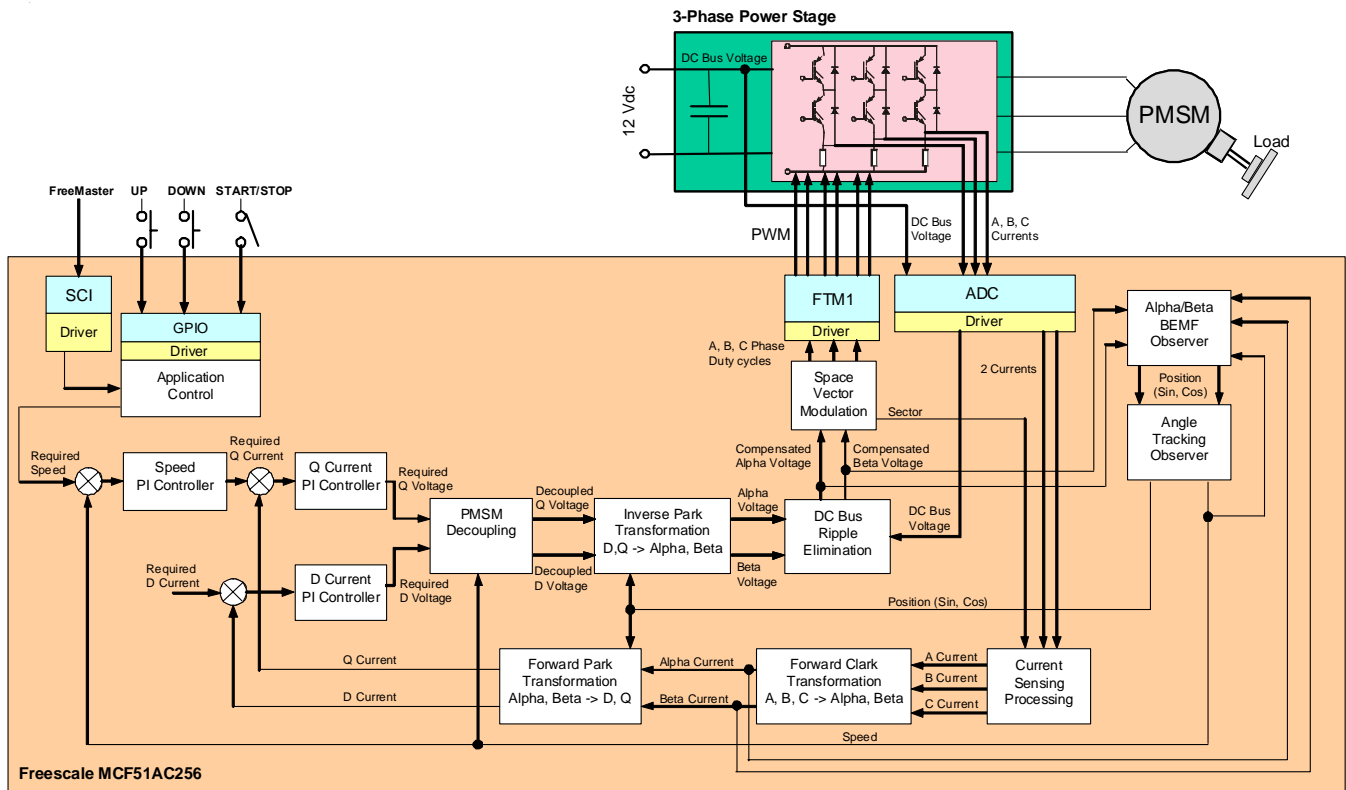 3-Phase Power Stage
DC Bus Voltage
12 Vdc
PMSM
Load
FreeMaster
UP
DOWN
START/STOP
PWM
DC Bus
Voltage
A, B, C
Currents
SCI
Driver
GPIO
Driver
Application
Control
FTM1
Driver
ADC
Driver
Alpha/Beta
BEMF
Observer
A, B, C Phase
Duty cycles
2 Currents
Position
(Sin, Cos)
Space
Vector
Modulation
Sector
Angle
Tracking
Observer
Required
Speed
Speed
PI Controller
Required
Q Current
Q Current
PI Controller
Required
Q Voltage
Compensated
Alpha Voltage
Compensated
Beta Voltage
PMSM
Decoupling
Decoupled
Q Voltage
Inverse Park
Transformation
D,Q -> Alpha, Beta
Alpha
Voltage
DC Bus
Ripple
Elimination
DC Bus
Voltage
Required
D Current
D Current
PI Controller
Required
D Voltage
Decoupled
D Voltage
Beta
Voltage
Position (Sin, Cos)
Q Current
D Current
Forward Park
Transformation
Alpha, Beta -> D, Q
Alpha Current
Beta Current
Forward Clark
Transformation
A, B, C -> Alpha, Beta
A Current
B Current
C Current
Current
Sensing
Processing
Speed
Freescale MCF51AC256